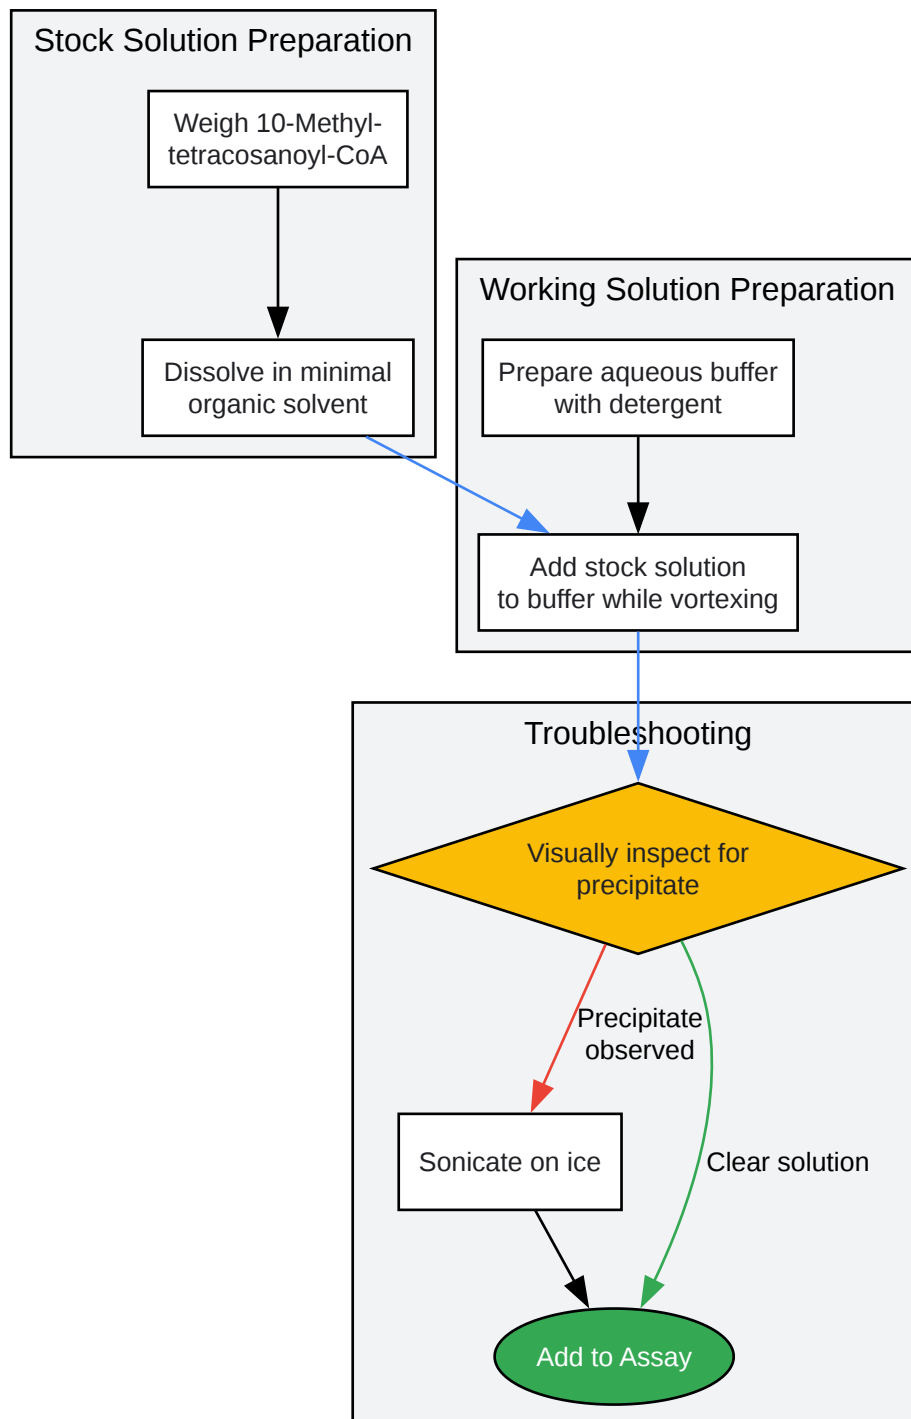 Stock Solution Preparation
Weigh 10-Methyl-
tetracosanoyl-CoA
Dissolve in minimal
organic solvent
Working Solution Preparation
Prepare aqueous buffer
with detergent
Add stock solution
to buffer while vortexing
Troubleshooting
Visually inspect for
precipitate
Precipitate
observed
Sonicate on ice
Clear solution
Add to Assay